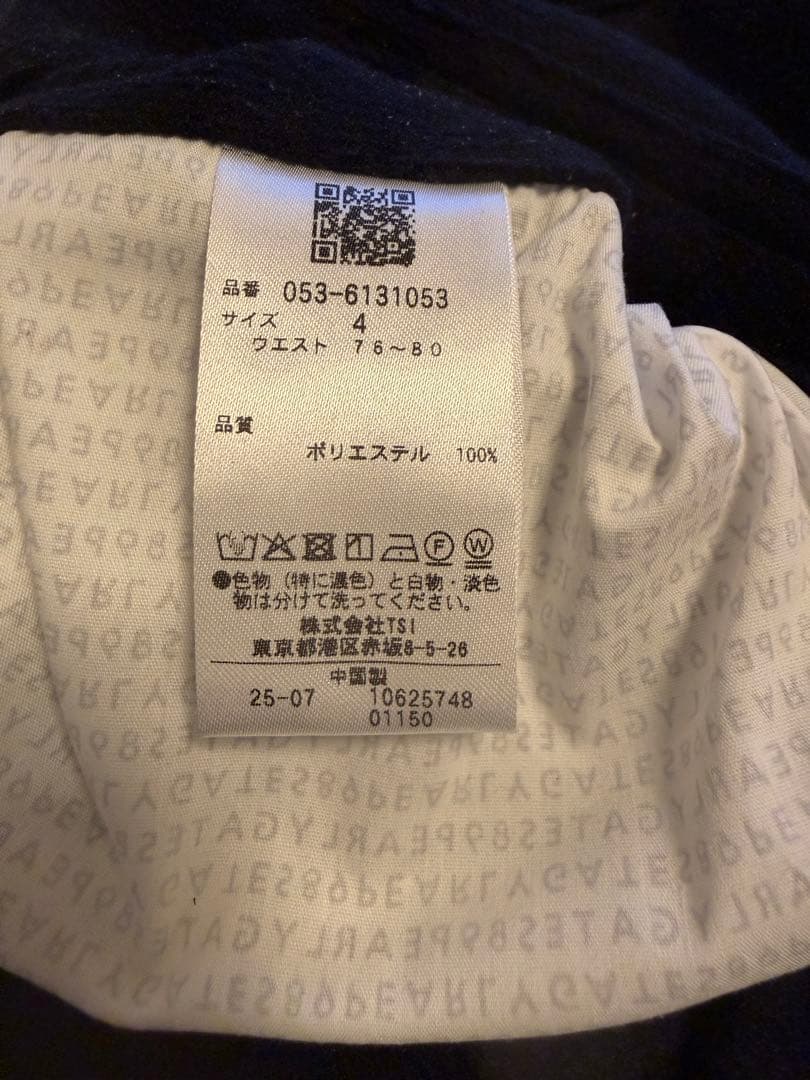 品番 053-6131053
サイズ 4
ウエスト 76～80
品質
ポリエステル 100%
F W
●色物（特に濃色）と白物・淡色
物は分けて洗ってください。
株式会社TSI
東京都港区赤坂8-5-26
中国製
25-07 10625748
01150
PEARLYGATES89PEARLYGATES